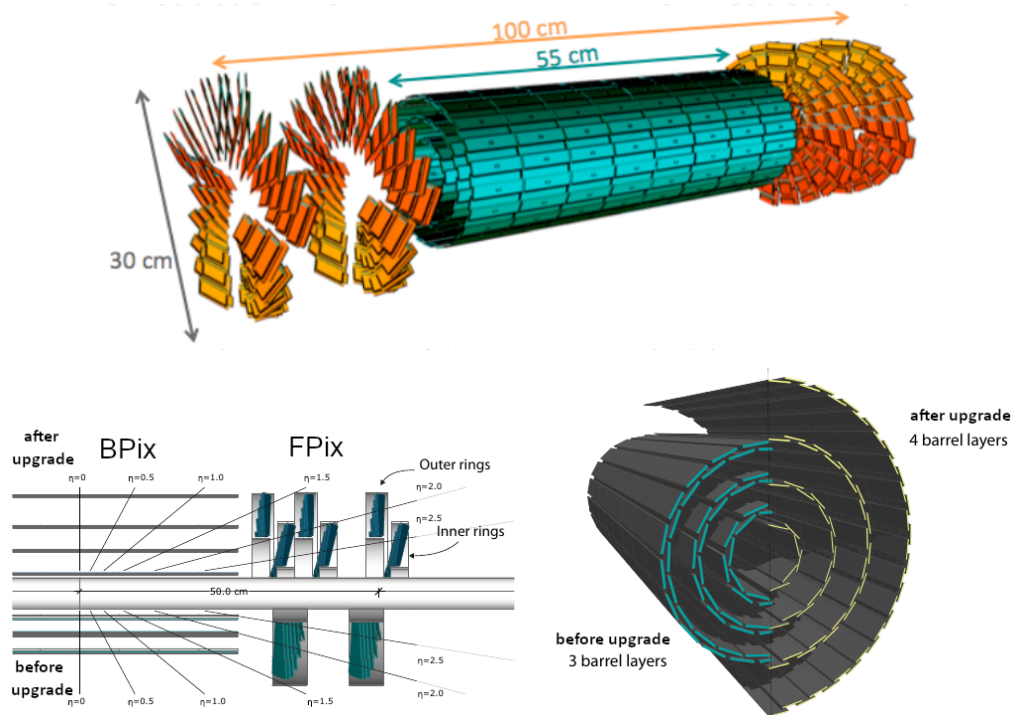 100 cm
55 cm
30 cm
after
upgrade
BPix
FPix
η=0
η=0.5
η=1.0
η=1.5
Outer rings
η=2.0
η=2.5
Inner rings
50.0 cm
before
upgrade
η=0
η=0.5
η=1.0
η=1.5
η=2.5
η=2.0
after upgrade
4 barrel layers
before upgrade
3 barrel layers